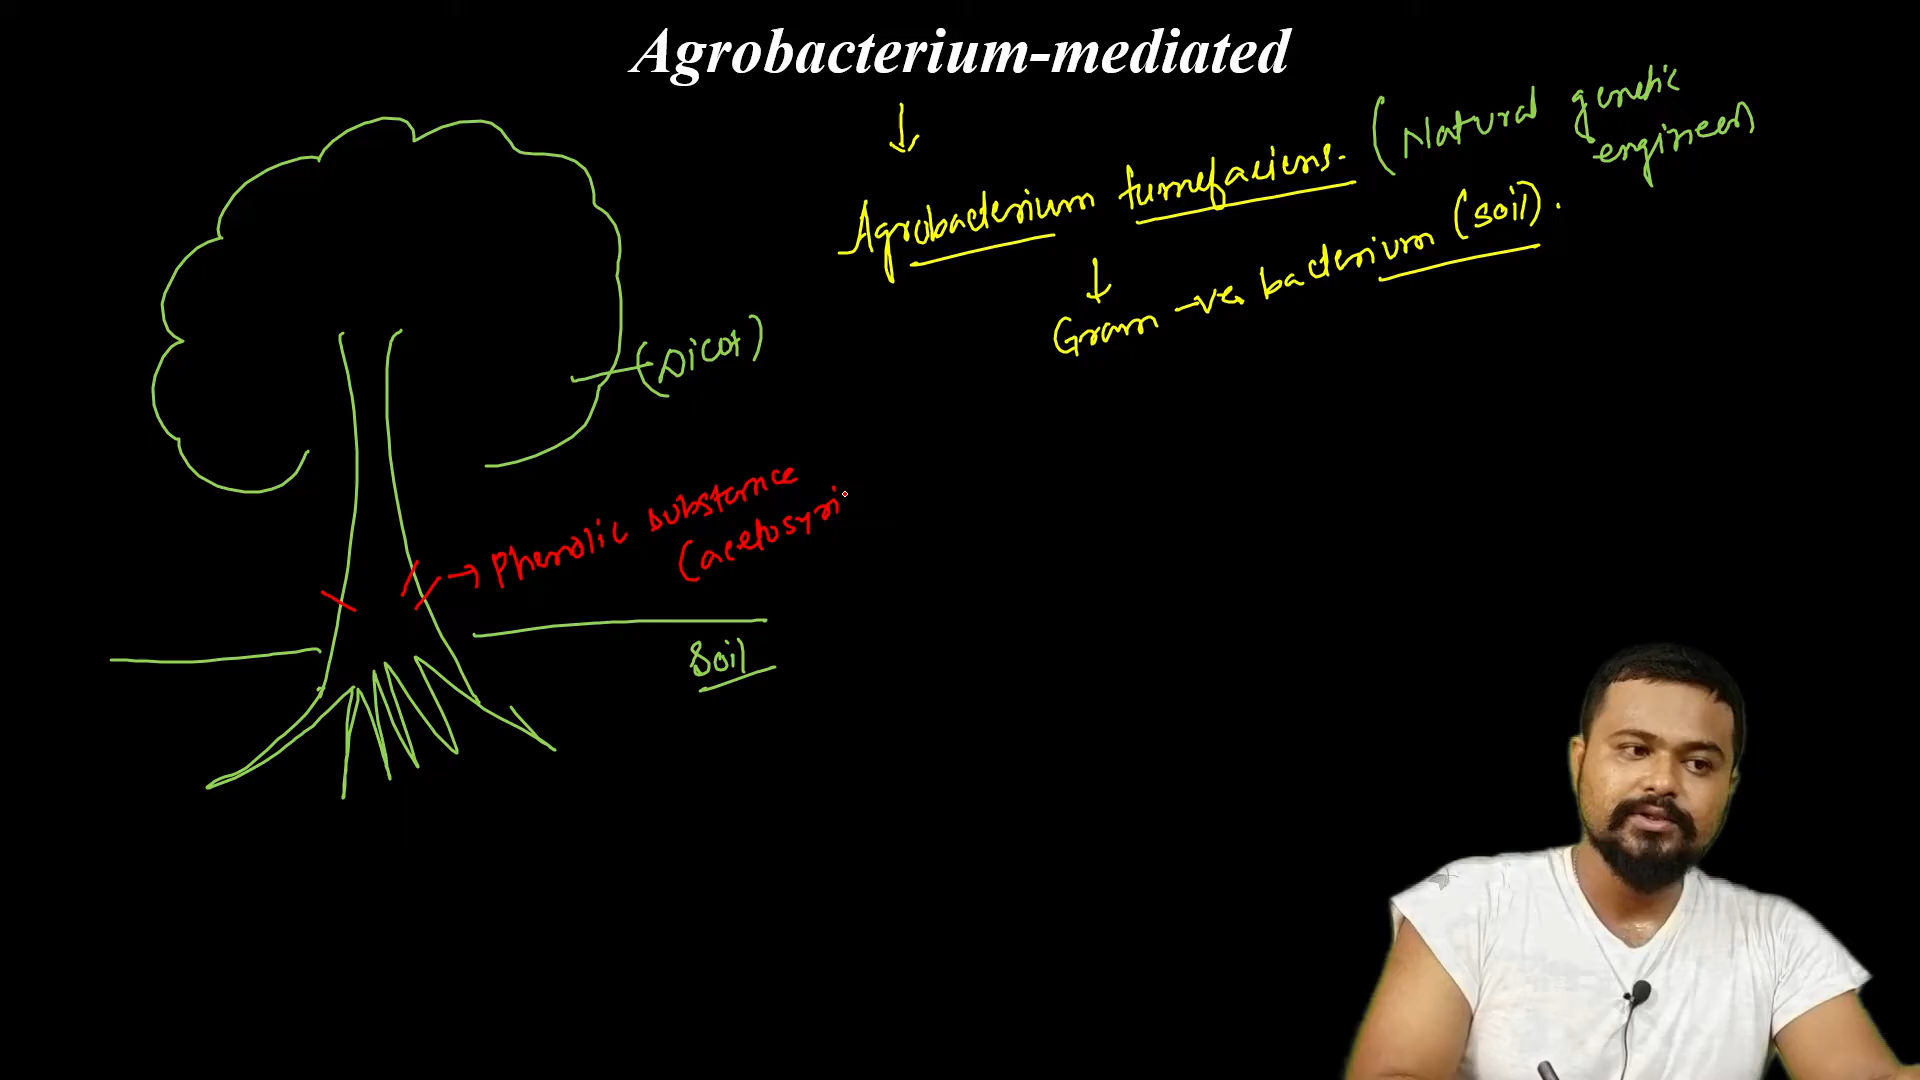 Agrobacterium-mediated
Agrobacterium tumefaciens. (Natural genetic
engineer)
Gram -ve bacterium (soil).
(Dicot)
Phenolic substance
(acetosyri
Soil